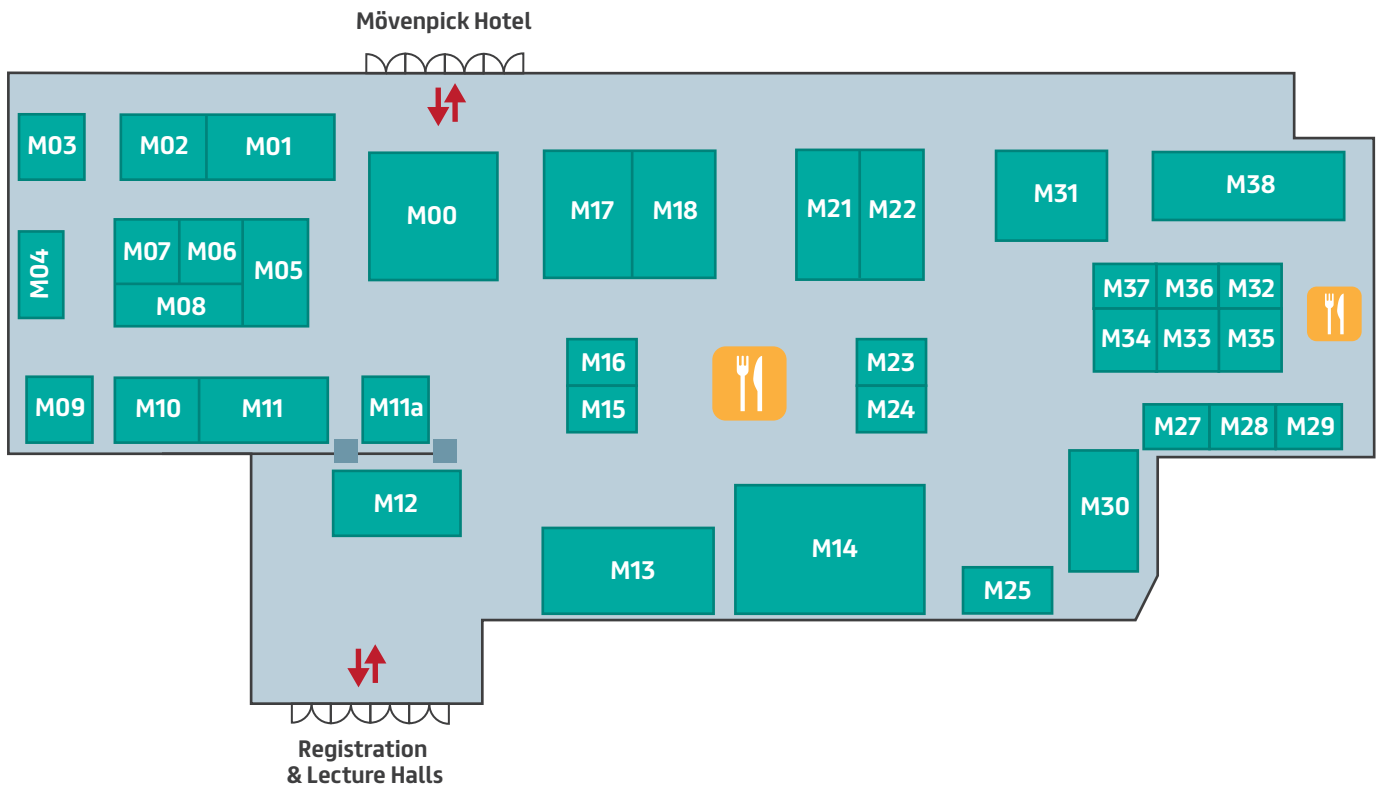 Mövenpick Hotel
M03
M02
M01
M00
M17
M18
M21
M22
M31
M38
M04
M07
M06
M05
M08
M37
M36
M32
M34
M33
M35
M16
M15
M23
M24
M09
M10
M11
M11a
M27
M28
M29
M12
M13
M14
M30
M25
Registration
& Lecture Halls